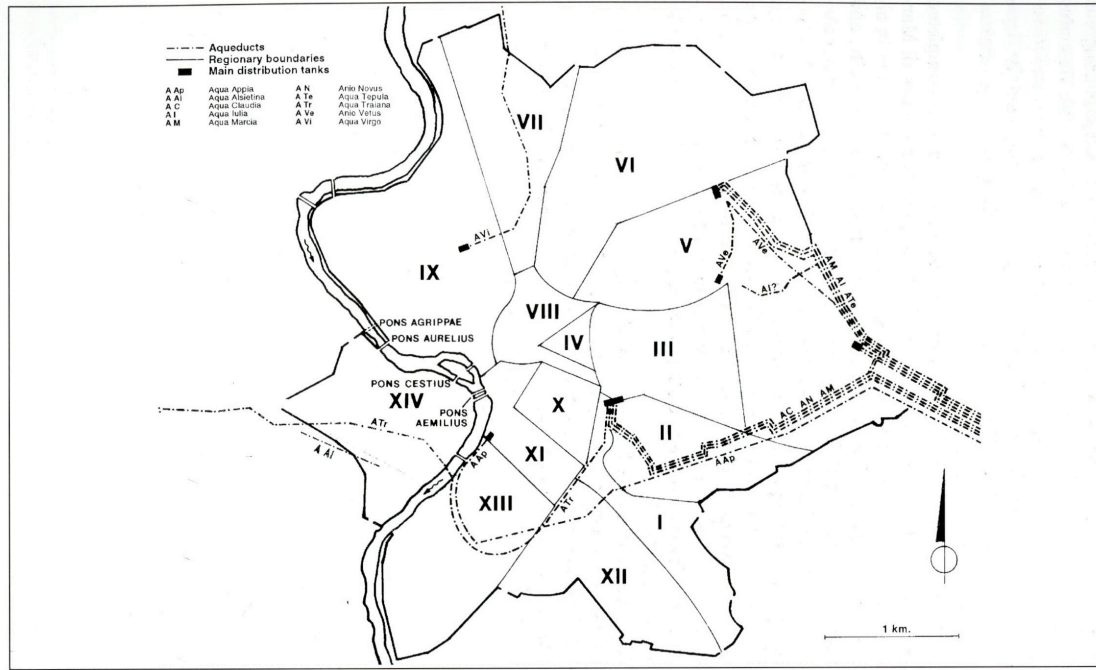 Aqueducts
Regionary boundaries
Main distribution tanks
A Ap Aqua Appia A N Anio Novus
A Al Aqua Alsietina A Te Aqua Tepula
A C Aqua Claudia A Tr Aqua Traiana
A I Aqua Iulia A Ve Anio Vetus
A M Aqua Marcia A Vi Aqua Virgo
VII
VI
V
A Vi
A Ve
A Ve
IX
A I?
A M A I A Te
VIII
IV
III
PONS AGRIPPAE
PONS AURELIUS
PONS CESTIUS
XIV
PONS
AEMILIUS
X
II
A C A N A M
A Tr
A Al
A Ap
XI
A Ap
XIII
A Tr
I
XII
1 km.